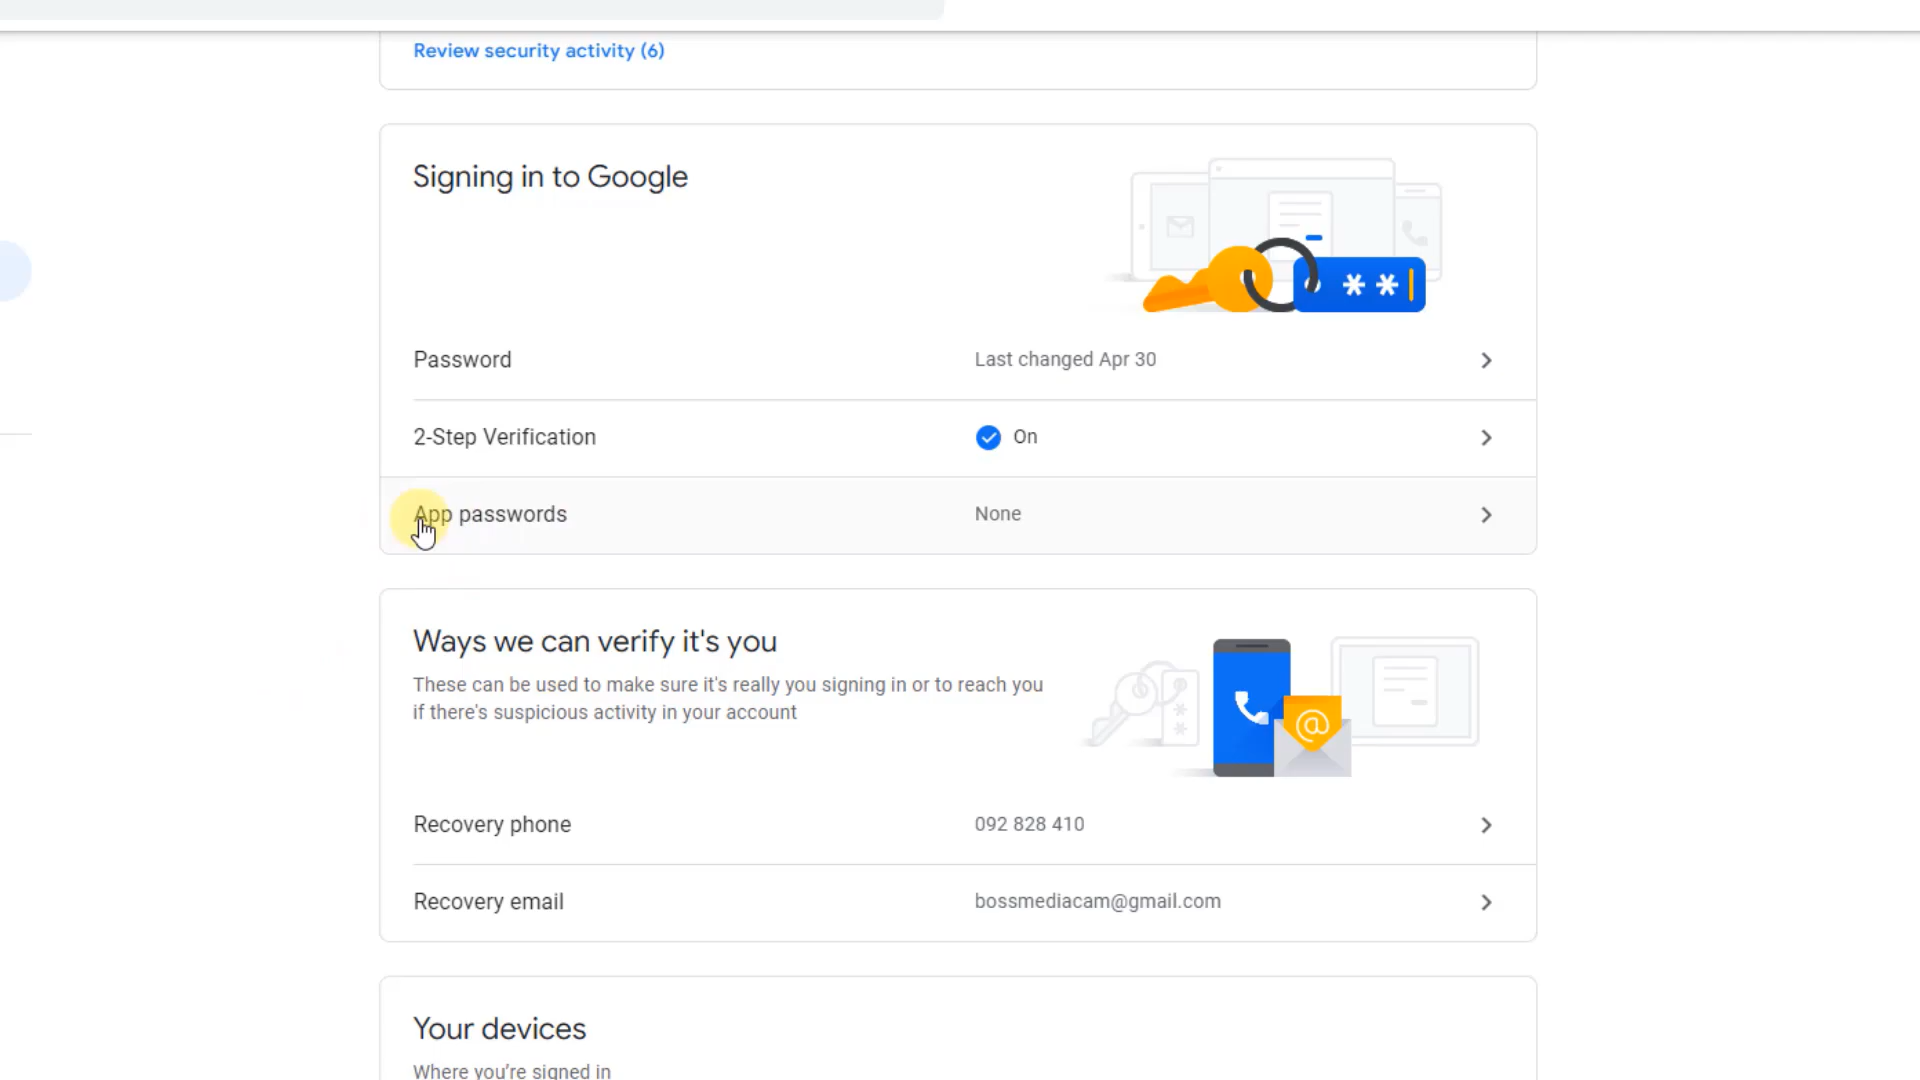 Review security activity (6)
Signing in to Google
Password
Last changed Apr 30
2-Step Verification
On
App passwords
None
Ways we can verify it's you
These can be used to make sure it's really you signing in or to reach you
if there's suspicious activity in your account
Recovery phone
092 828 410
Recovery email
bossmediacam@gmail.com
Your devices
Where you're signed in